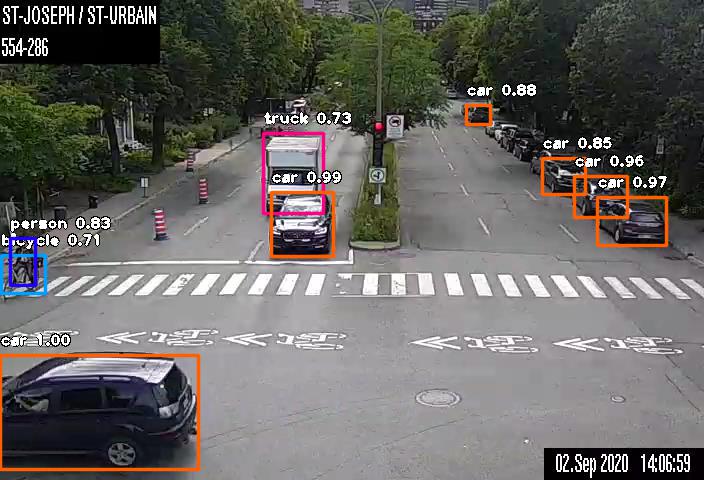 ST-JOSEPH / ST-URBAIN
554-286
car 0.88
truck 0.73
car 0.85
car 0.96
car 0.99
car 0.97
person 0.83
bicycle 0.71
car 1.00
02.Sep 2020 14:06:59